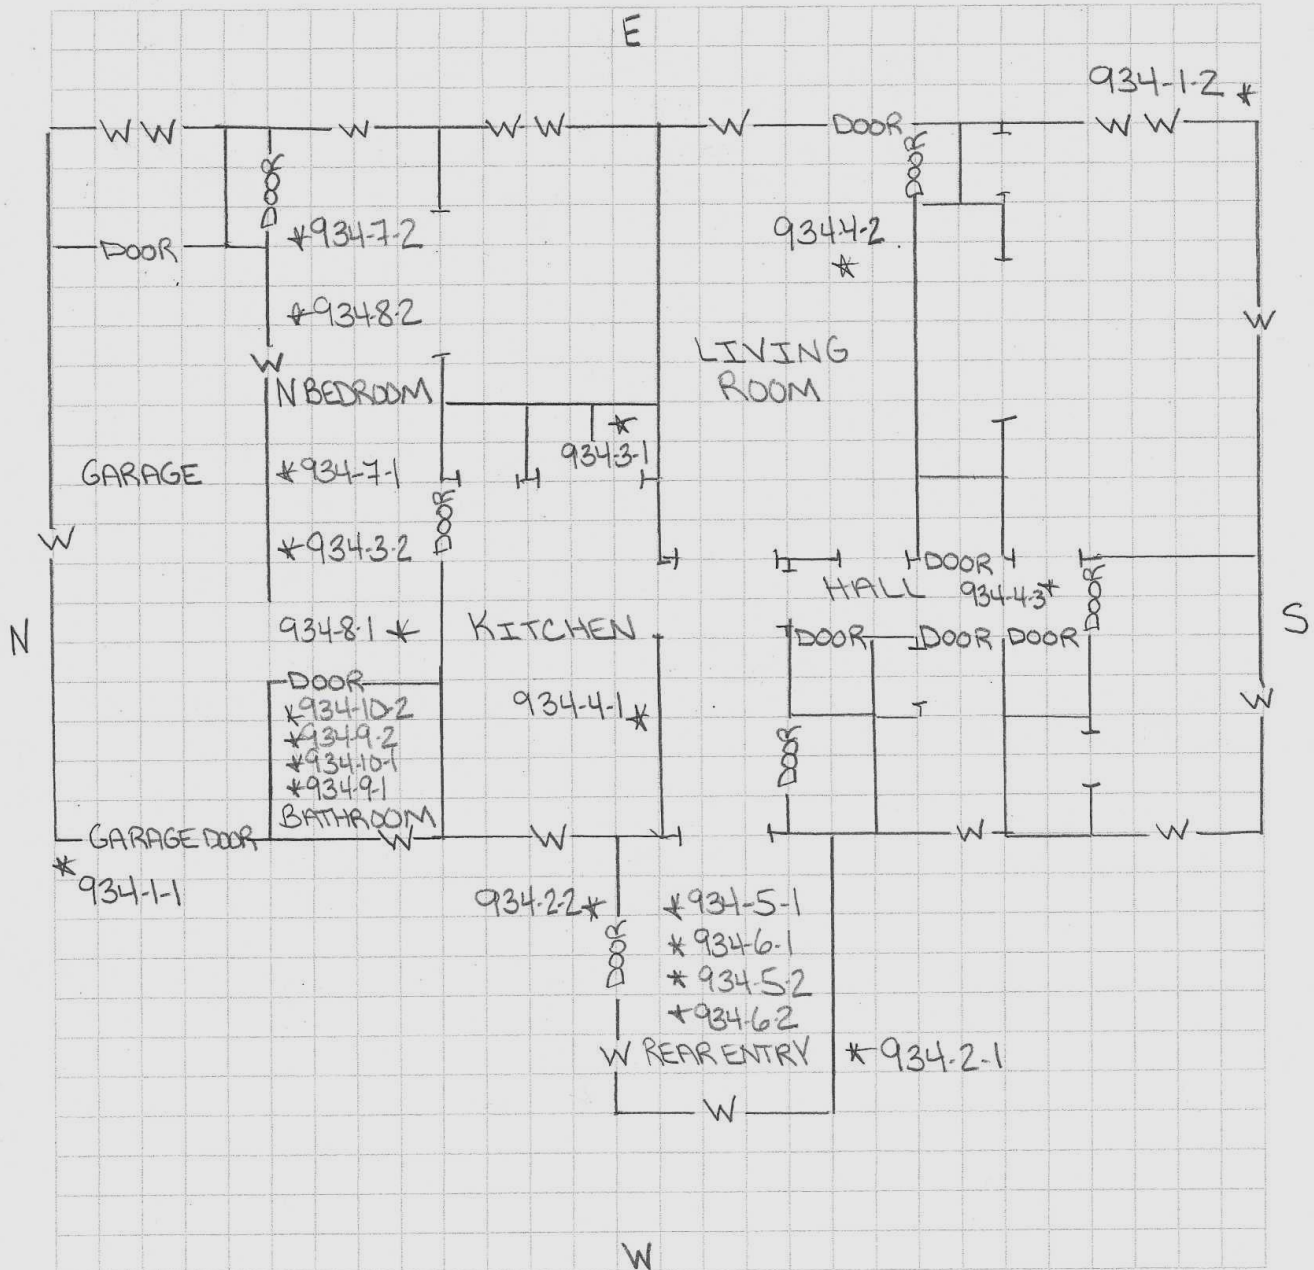 E
934-1-2 *
W W
W
W W
W
DOOR
W W
DOOR
DOOR
*934-7-2
934-4-2
*
DOOR
*934-8-2
W
W
LIVING
ROOM
N BEDROOM
*
934-3-1
GARAGE
*934-7-1
DOOR
*934-3-2
W
DOOR
HALL
934-4-3*
DOOR
N
934-8-1 *
KITCHEN
DOOR
DOOR
DOOR
S
DOOR
934-4-1 *
W
*934-10-2
*934-9-2
*934-10-1
*934-9-1
DOOR
BATHROOM
GARAGE DOOR
W
W
W
W
*
934-1-1
934-2-2*
*934-5-1
*934-6-1
DOOR
*934-5-2
*934-6-2
W
REAR ENTRY
*934-2-1
W
W